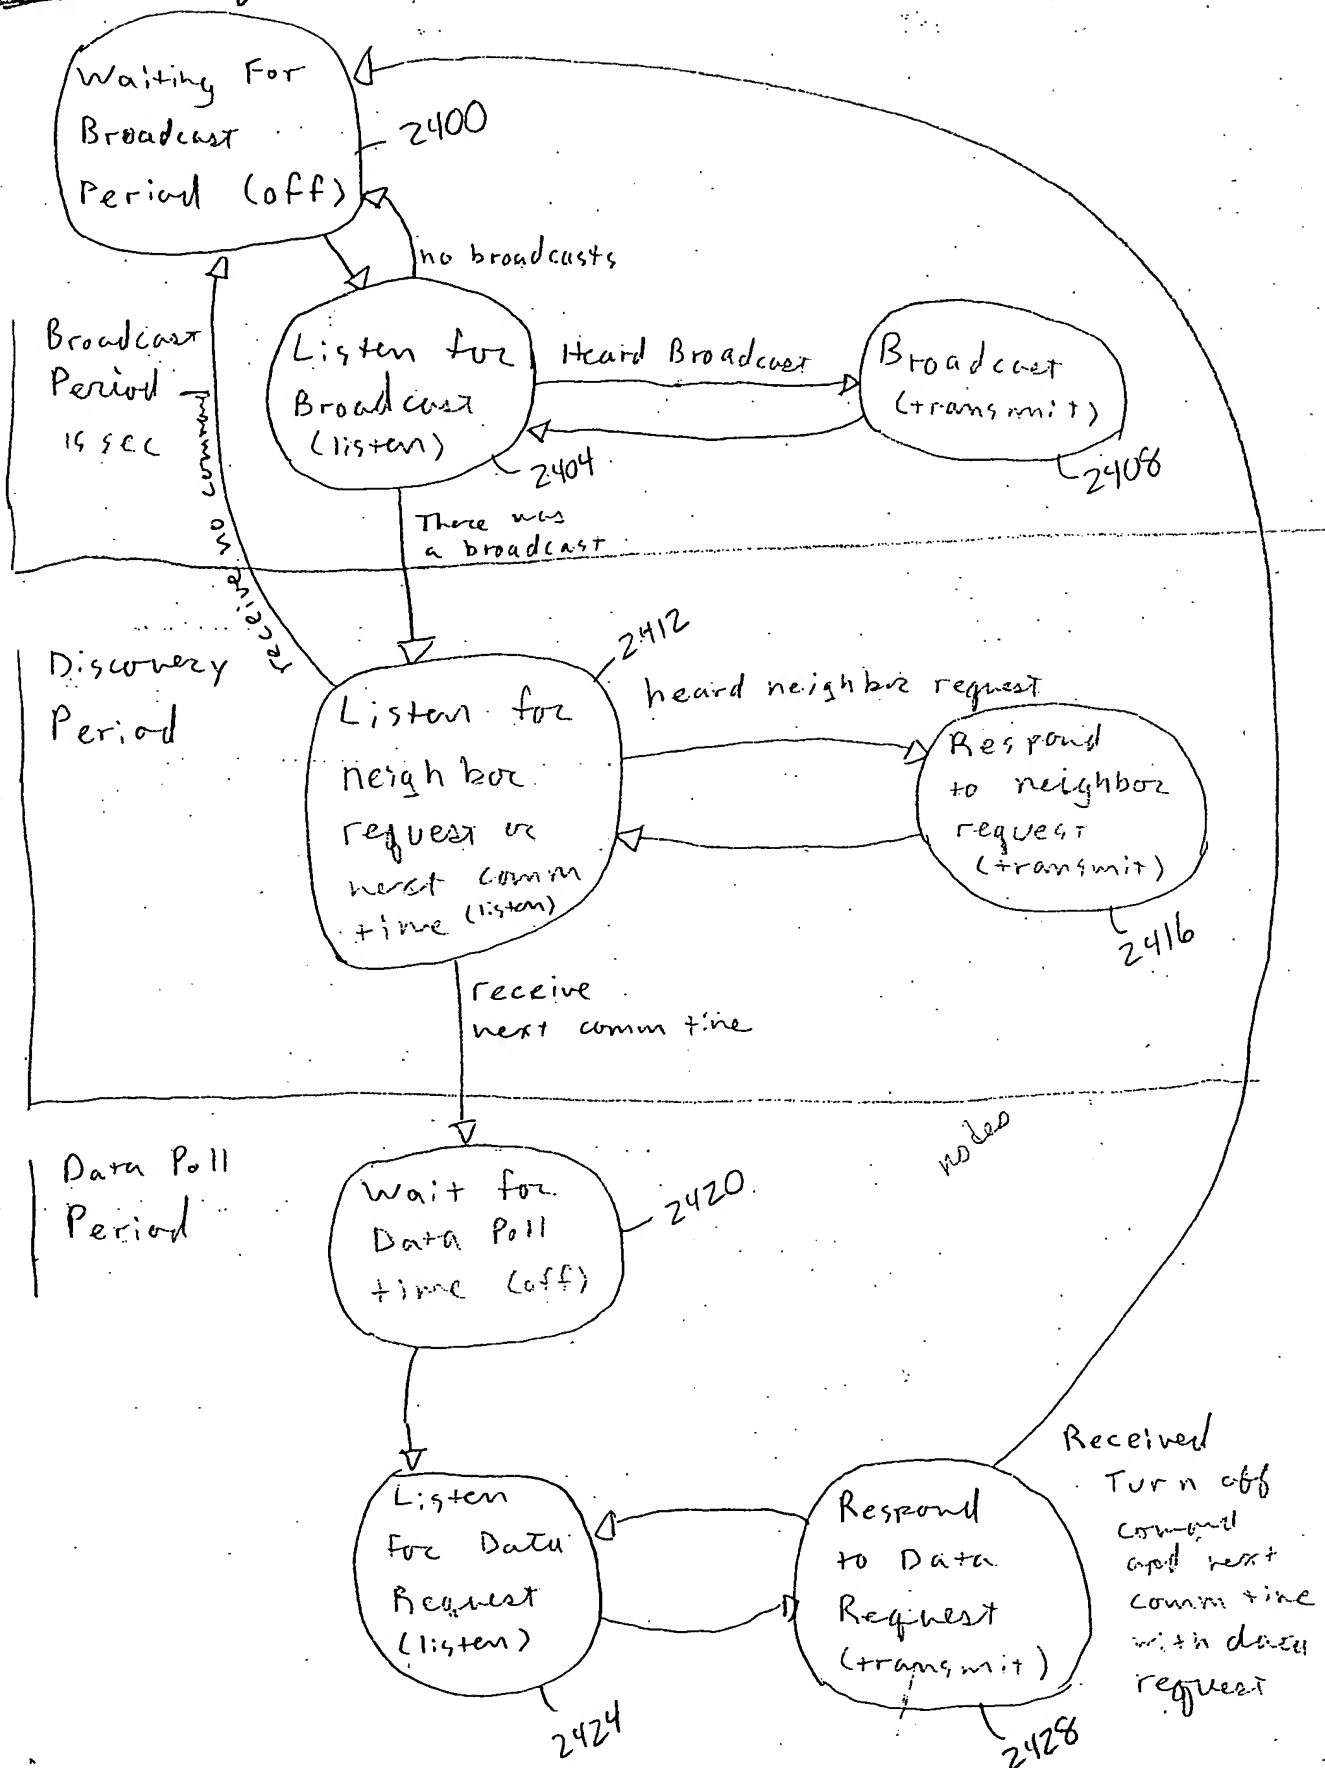 Waiting For
Broadcast
Period (off)
2400
no broadcasts
Broadcast
Period
15 sec
Listen for
Broadcast
(listen)
2404
Heard Broadcast
Broadcast
(transmit)
2408
There was
a broadcast
receive no command
Discovery
Period
2412
Listen for
neighbor
request or
next comm
time (listen)
heard neighbor request
Respond
to neighbor
request
(transmit)
2416
receive
next comm time
nodes
Data Poll
Period
Wait for
Data Poll
time (off)
2420
Listen
for Data
Request
(listen)
2424
Respond
to Data
Request
(transmit)
2428
Received
Turn off
and next
comm time
with data
request